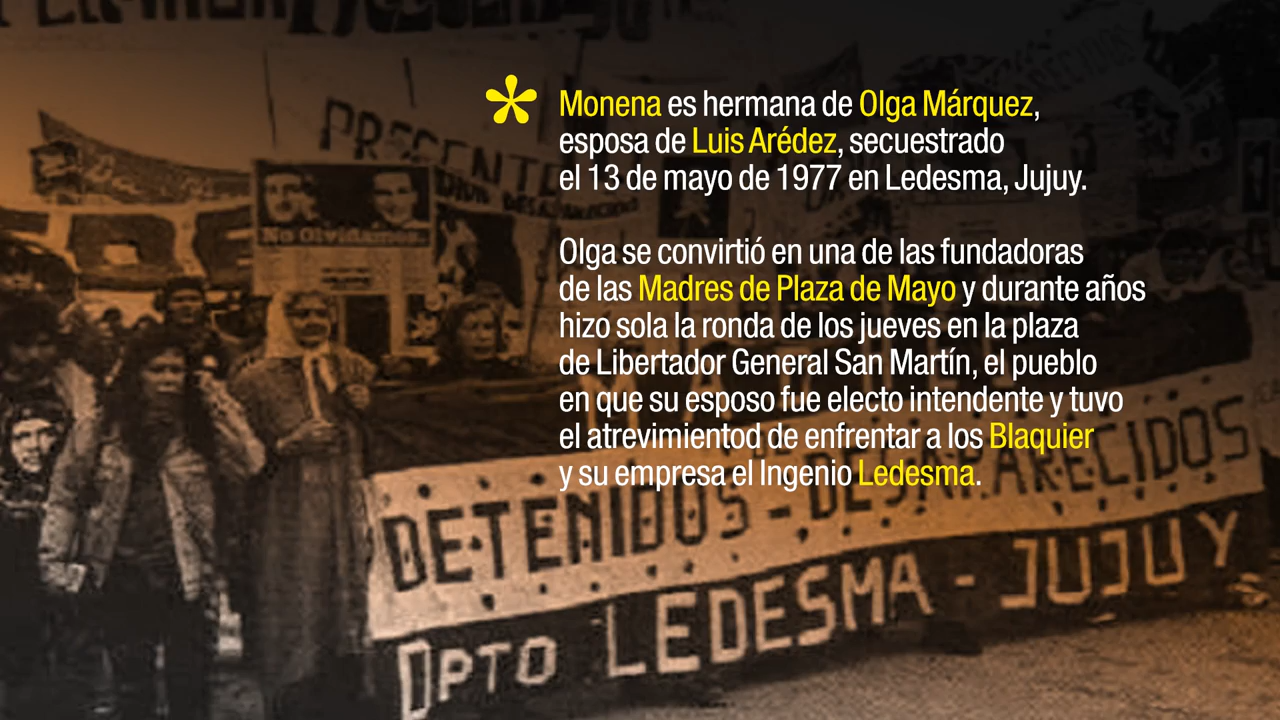 * Monena es hermana de Olga Márquez,
esposa de Luis Arédez, secuestrado
el 13 de mayo de 1977 en Ledesma, Jujuy.
Olga se convirtió en una de las fundadoras
de las Madres de Plaza de Mayo y durante años
hizo sola la ronda de los jueves en la plaza
de Libertador General San Martín, el pueblo
en que su esposo fue electo intendente y tuvo
el atrevimientod de enfrentar a los Blaquier
y su empresa el Ingenio Ledesma.
PRESENTE
No Olvidamos.
DETENIDOS - DESAPARECIDOS
DPTO LEDESMA - JUJUY